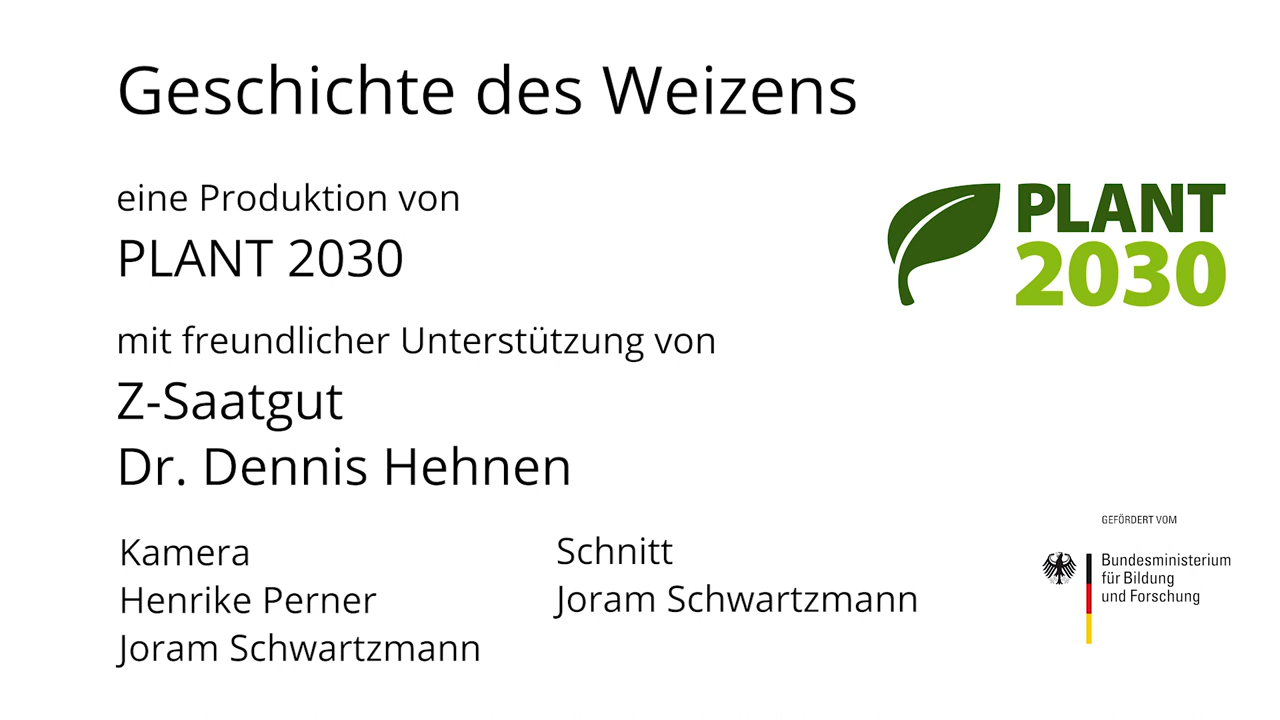 Geschichte des Weizens
eine Produktion von
PLANT 2030
PLANT
2030
mit freundlicher Unterstützung von
Z-Saatgut
Dr. Dennis Hehnen
Kamera
Henrike Perner
Joram Schwartzmann
Schnitt
Joram Schwartzmann
GEFÖRDERT VOM
Bundesministerium
für Bildung
und Forschung